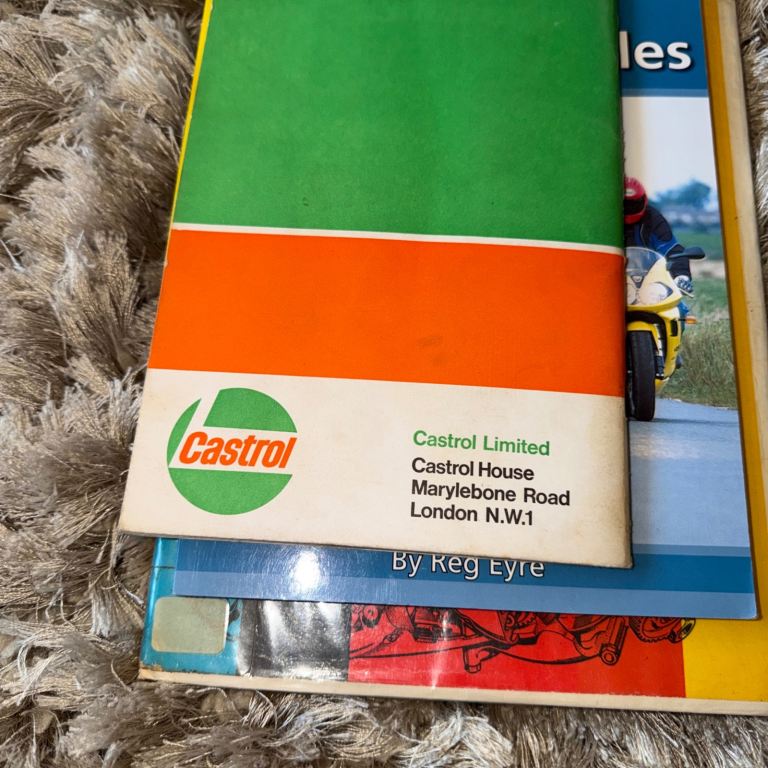 les
Castrol
Castrol Limited
Castrol House
Marylebone Road
London N.W.1
By Reg Eyre